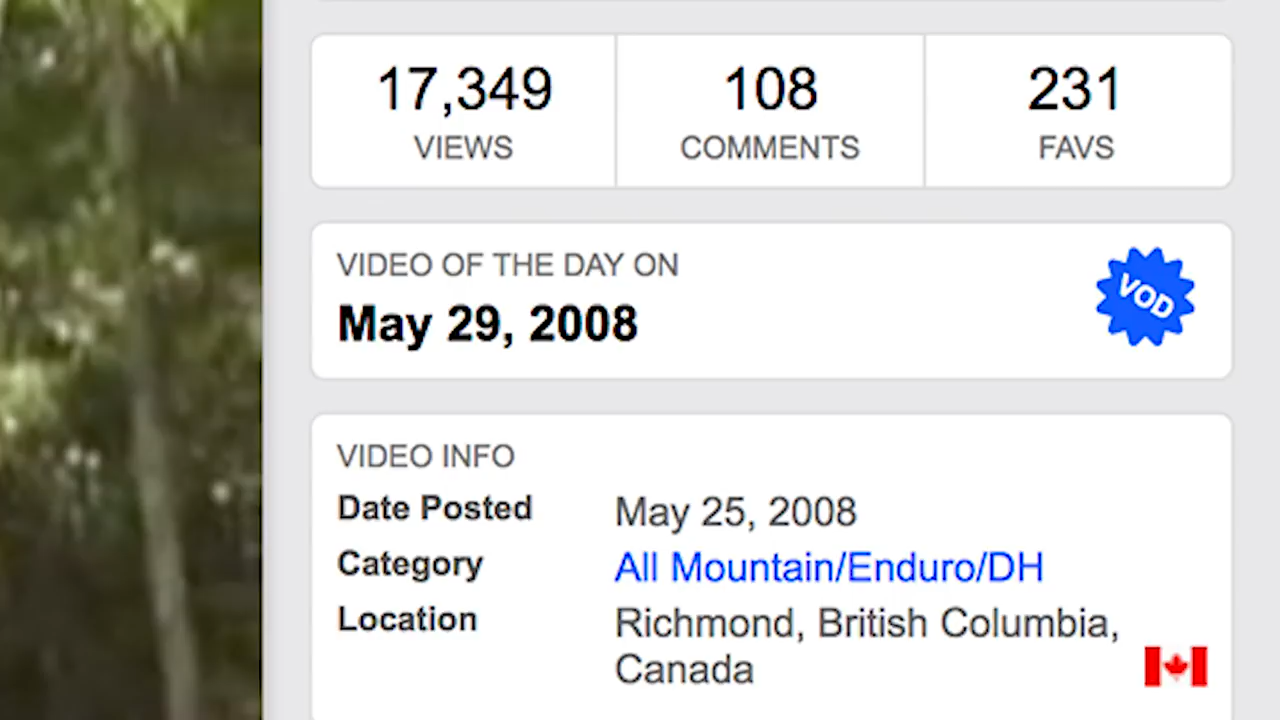 17,349 108 231
VIEWS COMMENTS FAVS
VIDEO OF THE DAY ON
May 29, 2008
VOD
VIDEO INFO
Date Posted May 25, 2008
Category All Mountain/Enduro/DH
Location Richmond, British Columbia,
Canada